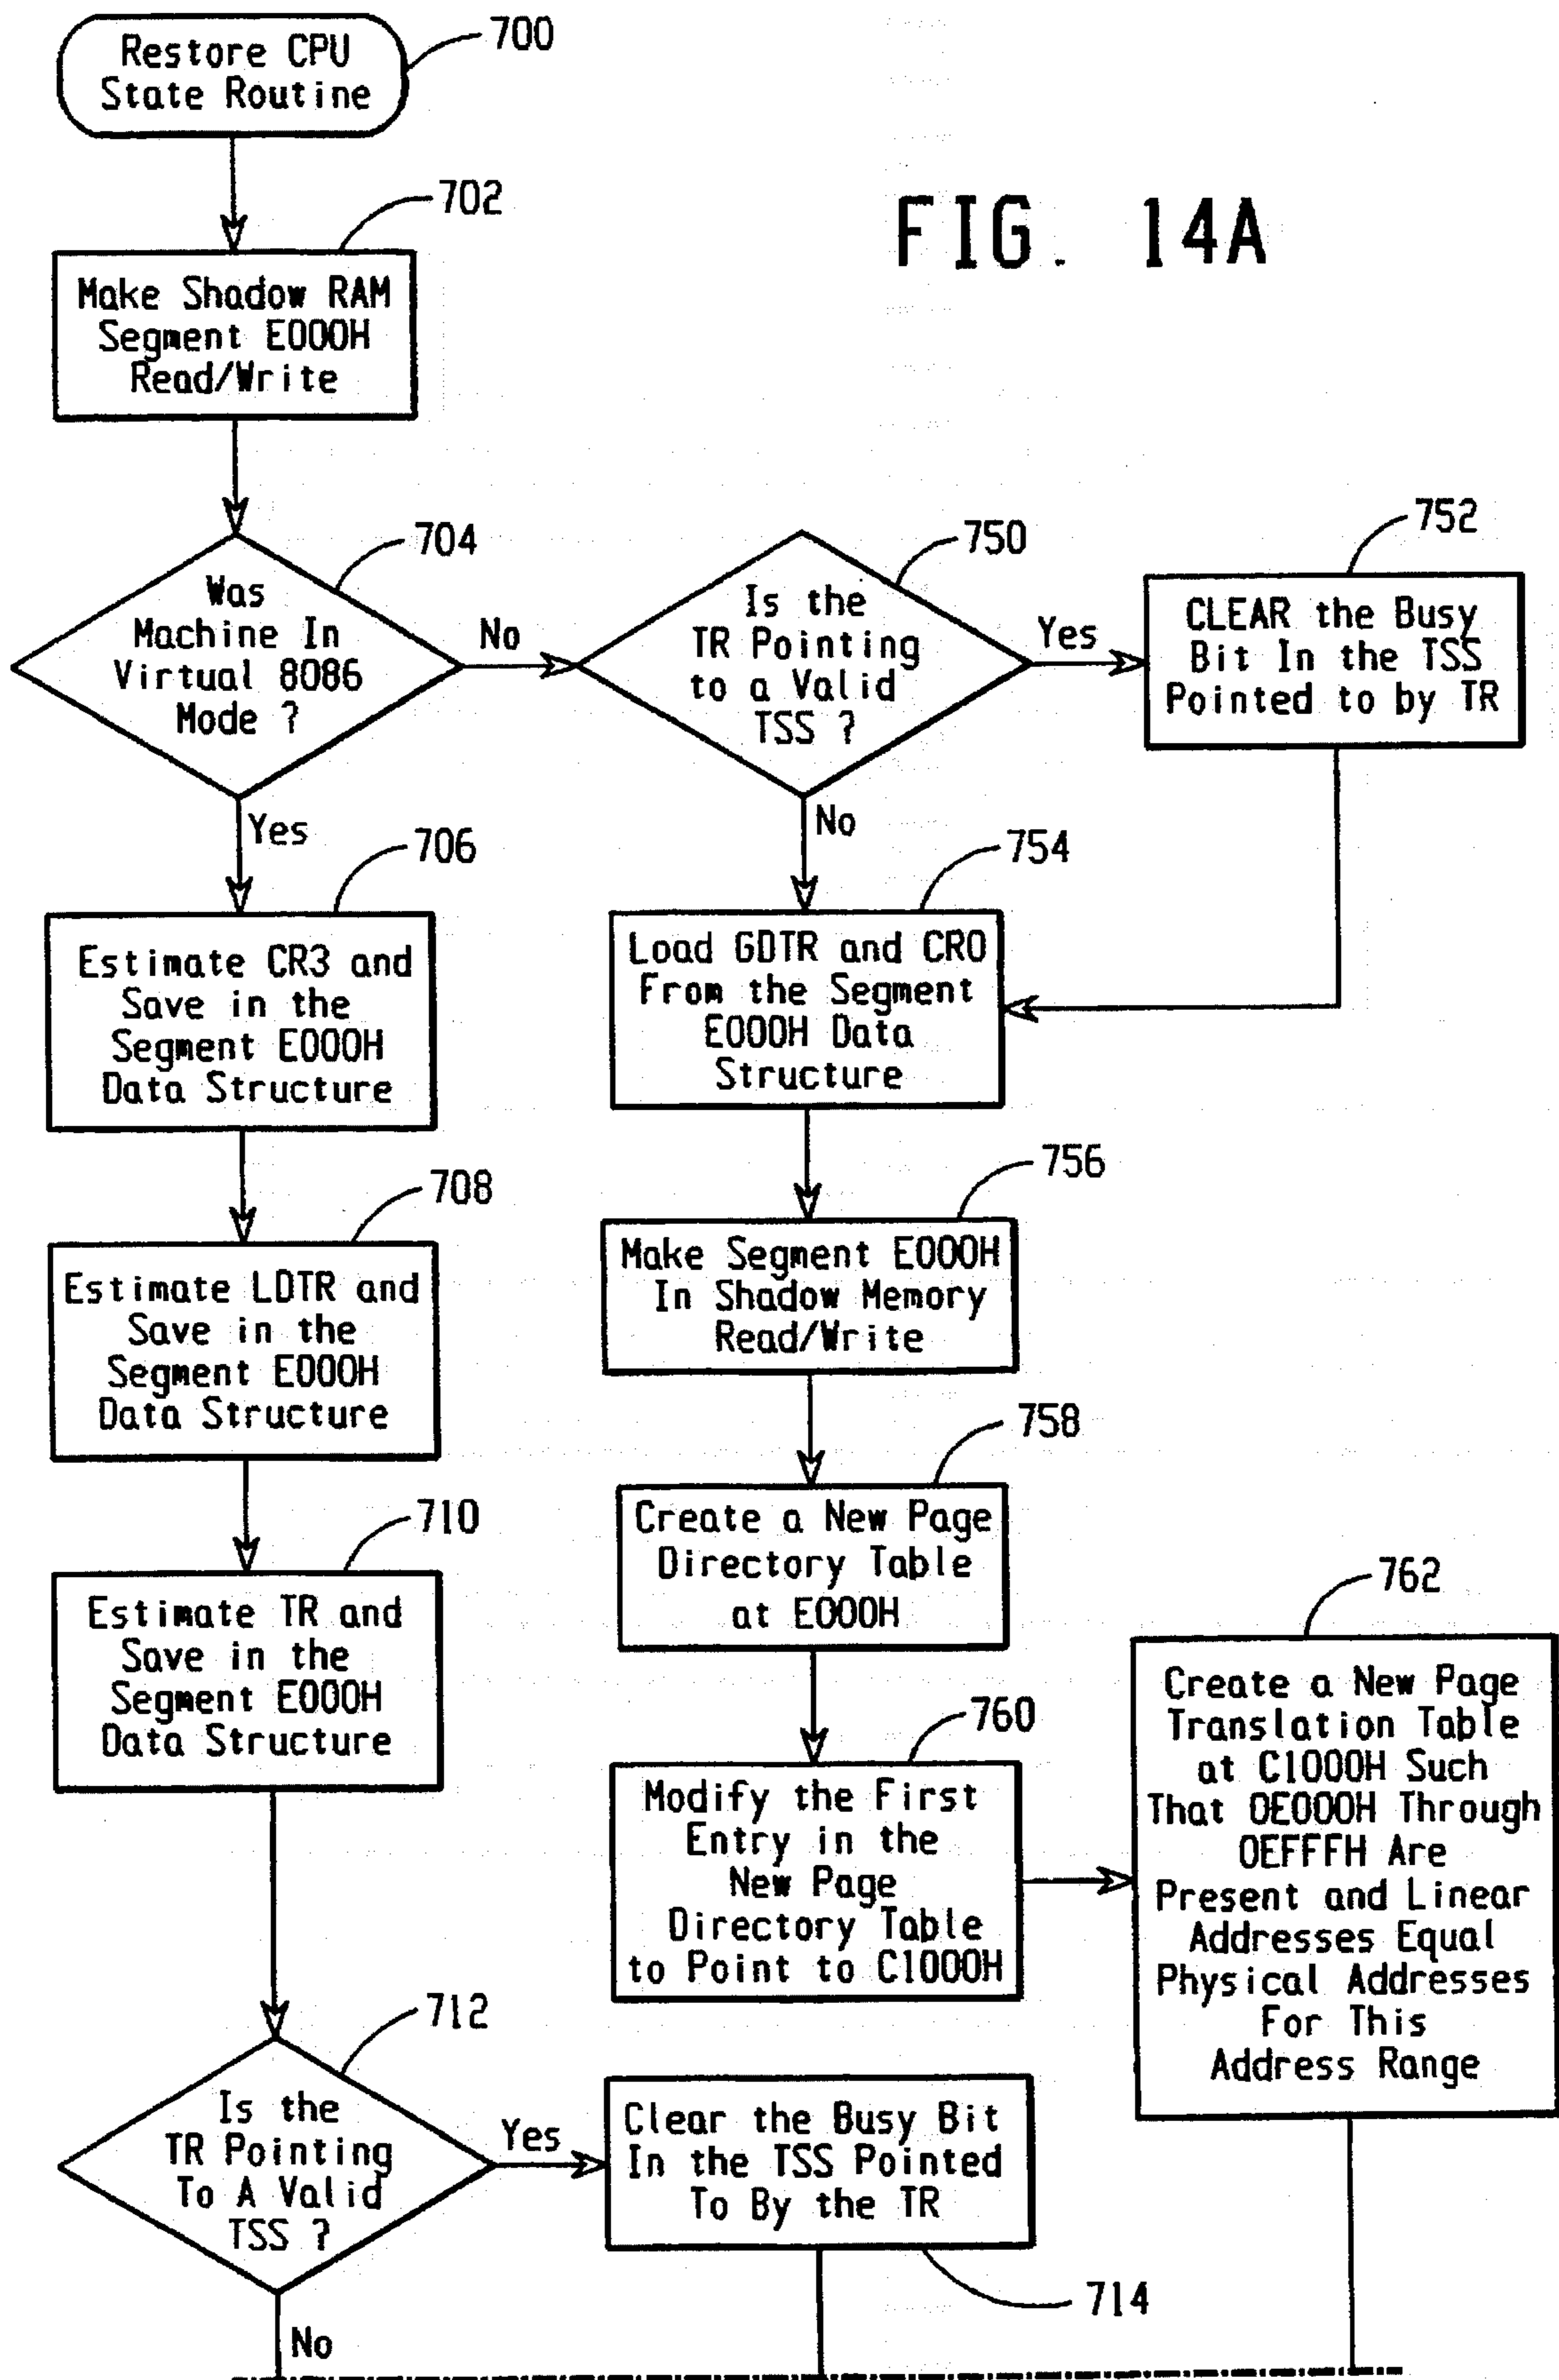 Restore CPU
State Routine
700
FIG. 14A
702
Make Shadow RAM
Segment E000H
Read/Write
704
Was
Machine In
Virtual 8086
Mode ?
No
Yes
750
Is the
TR Pointing
to a Valid
TSS ?
Yes
No
752
CLEAR the Busy
Bit In the TSS
Pointed to by TR
706
Estimate CR3 and
Save in the
Segment E000H
Data Structure
754
Load GDTR and CR0
From the Segment
E000H Data
Structure
708
Estimate LDTR and
Save in the
Segment E000H
Data Structure
756
Make Segment E000H
In Shadow Memory
Read/Write
710
Estimate TR and
Save in the
Segment E000H
Data Structure
758
Create a New Page
Directory Table
at E000H
760
Modify the First
Entry in the
New Page
Directory Table
to Point to C1000H
762
Create a New Page
Translation Table
at C1000H Such
That 0E000H Through
0EFFFH Are
Present and Linear
Addresses Equal
Physical Addresses
For This
Address Range
712
Is the
TR Pointing
To A Valid
TSS ?
Yes
No
Clear the Busy Bit
In the TSS Pointed
To By the TR
714